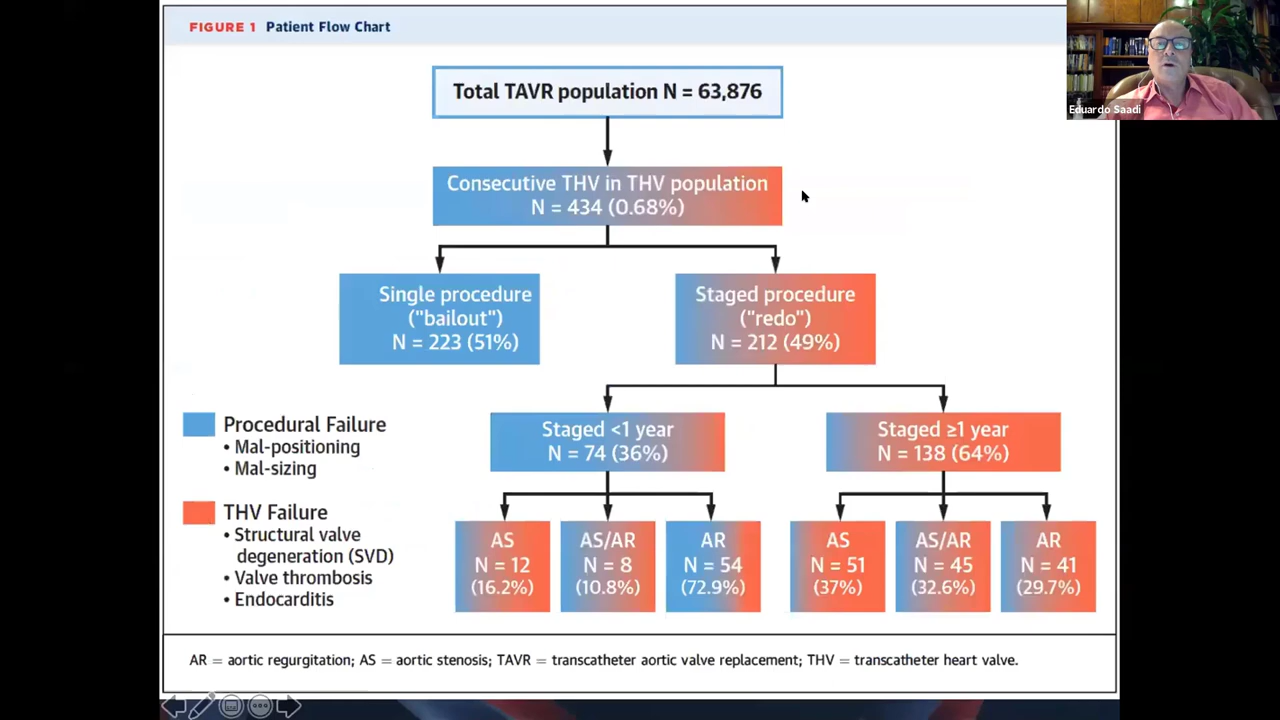 FIGURE 1 Patient Flow Chart
Eduardo Saadi
Total TAVR population N = 63,876
Consecutive THV in THV population
N = 434 (0.68%)
Single procedure
("bailout")
N = 223 (51%)
Staged procedure
("redo")
N = 212 (49%)
Procedural Failure
• Mal-positioning
• Mal-sizing
Staged <1 year
N = 74 (36%)
Staged ≥1 year
N = 138 (64%)
THV Failure
• Structural valve
degeneration (SVD)
• Valve thrombosis
• Endocarditis
AS
N = 12
(16.2%)
AS/AR
N = 8
(10.8%)
AR
N = 54
(72.9%)
AS
N = 51
(37%)
AS/AR
N = 45
(32.6%)
AR
N = 41
(29.7%)
AR = aortic regurgitation; AS = aortic stenosis; TAVR = transcatheter aortic valve replacement; THV = transcatheter heart valve.